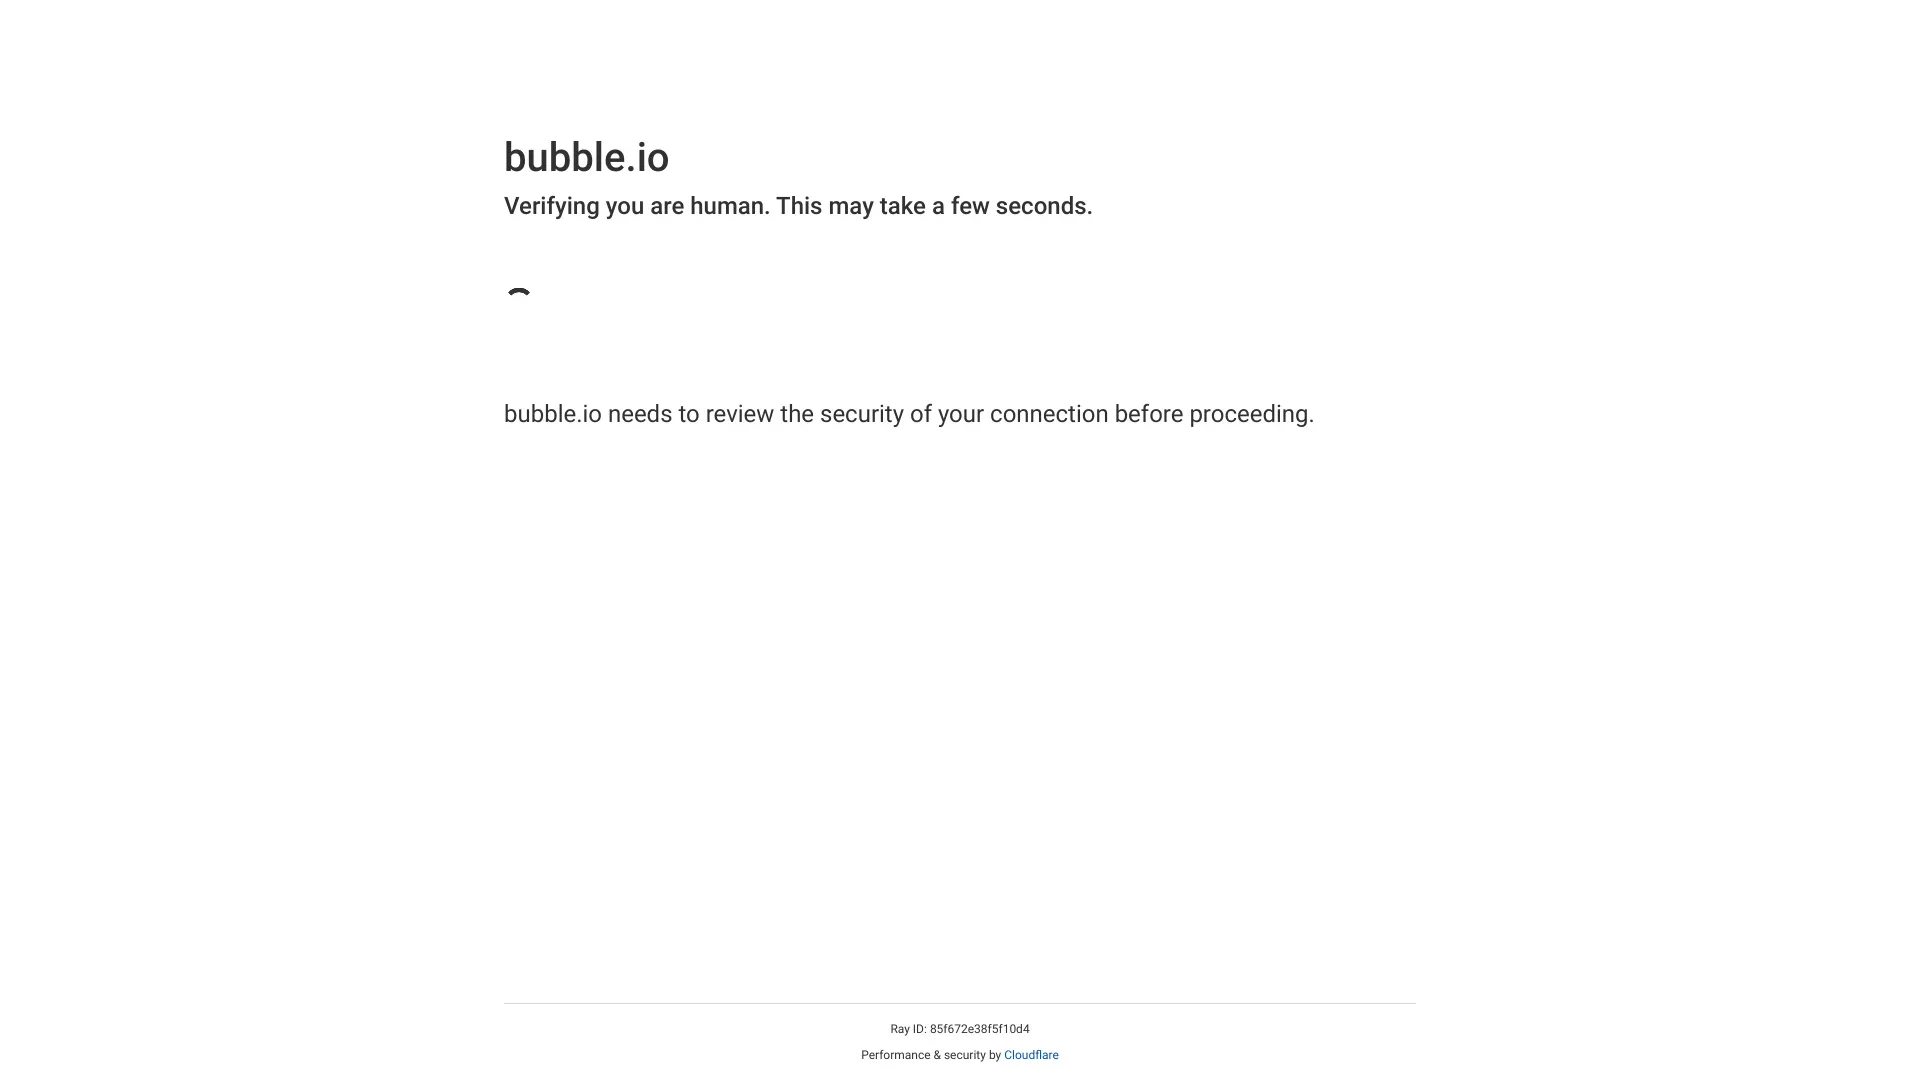 bubble.io
Verifying you are human. This may take a few seconds.
bubble.io needs to review the security of your connection before proceeding.
Ray ID: 85f672e38f5f10d4
Performance & security by Cloudflare